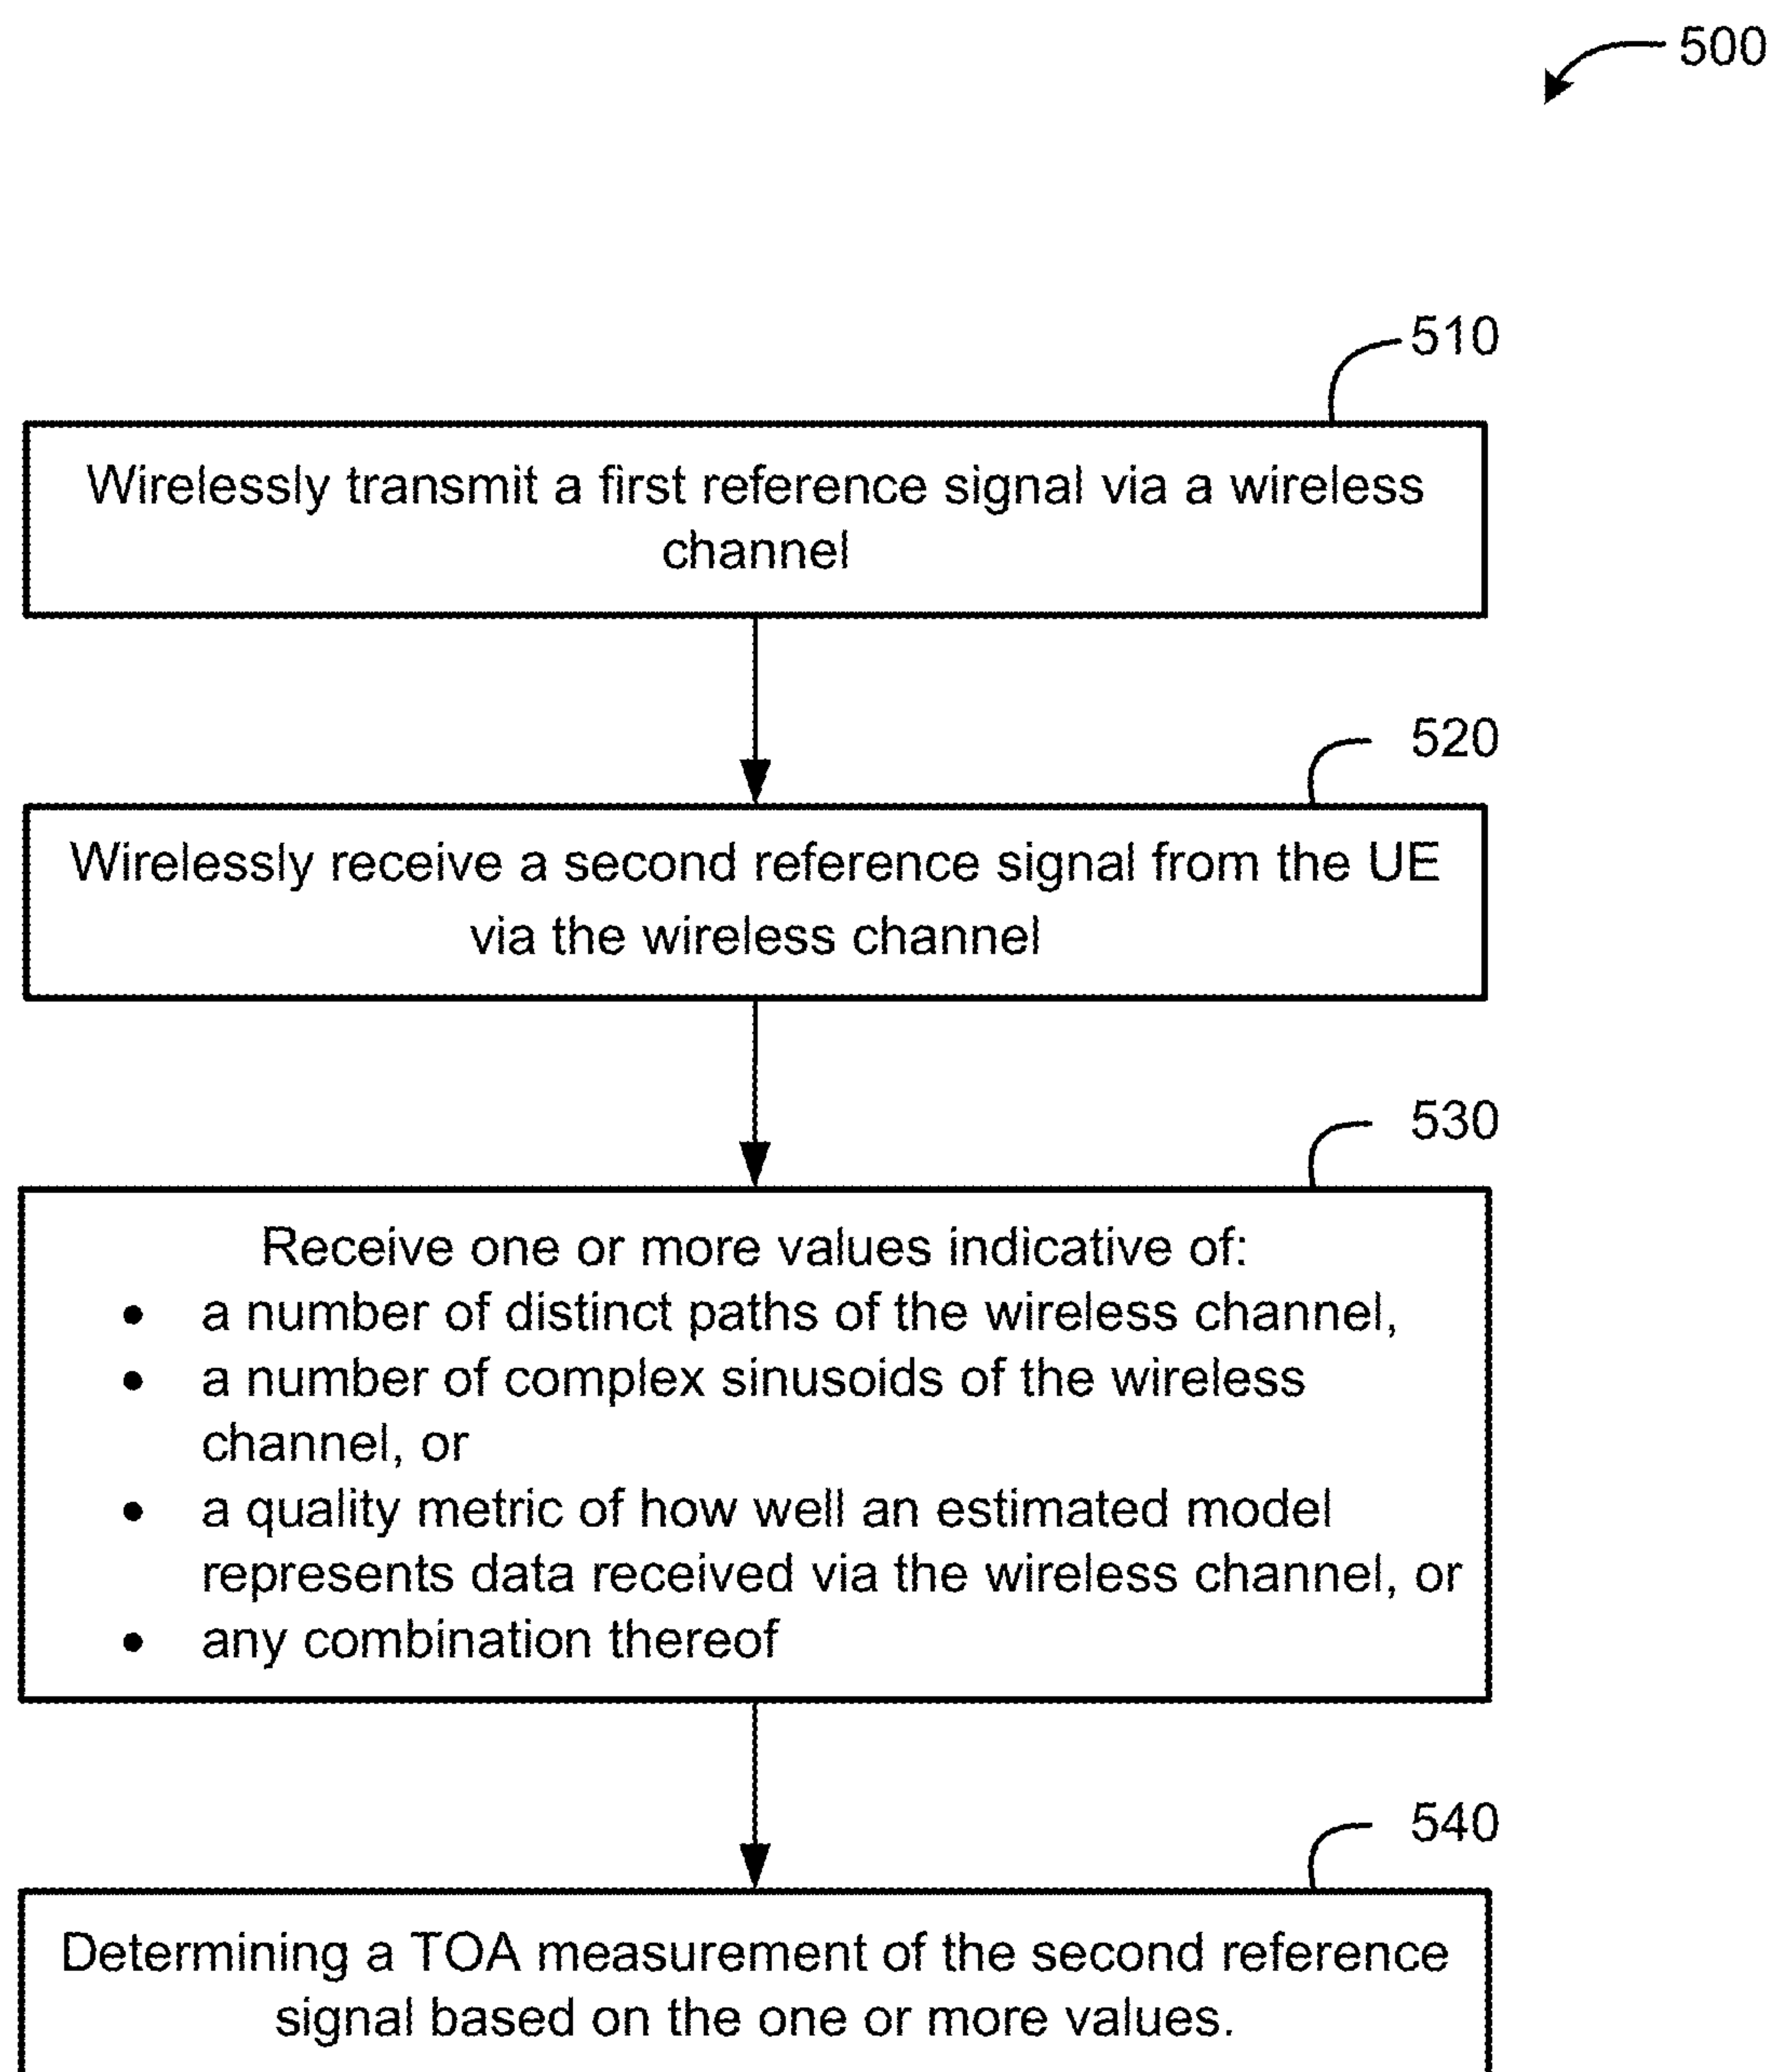 500
510
Wirelessly transmit a first reference signal via a wireless
channel
520
Wirelessly receive a second reference signal from the UE
via the wireless channel
530
Receive one or more values indicative of:
• a number of distinct paths of the wireless channel,
• a number of complex sinusoids of the wireless
channel, or
• a quality metric of how well an estimated model
represents data received via the wireless channel, or
• any combination thereof
540
Determining a TOA measurement of the second reference
signal based on the one or more values.